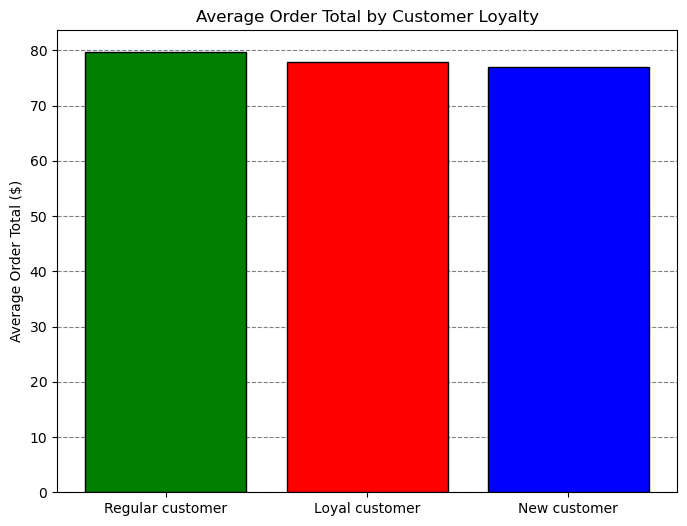 Average Order Total by Customer Loyalty
Average Order Total ($)
80
70
60
50
40
30
20
10
0
Regular customer
Loyal customer
New customer